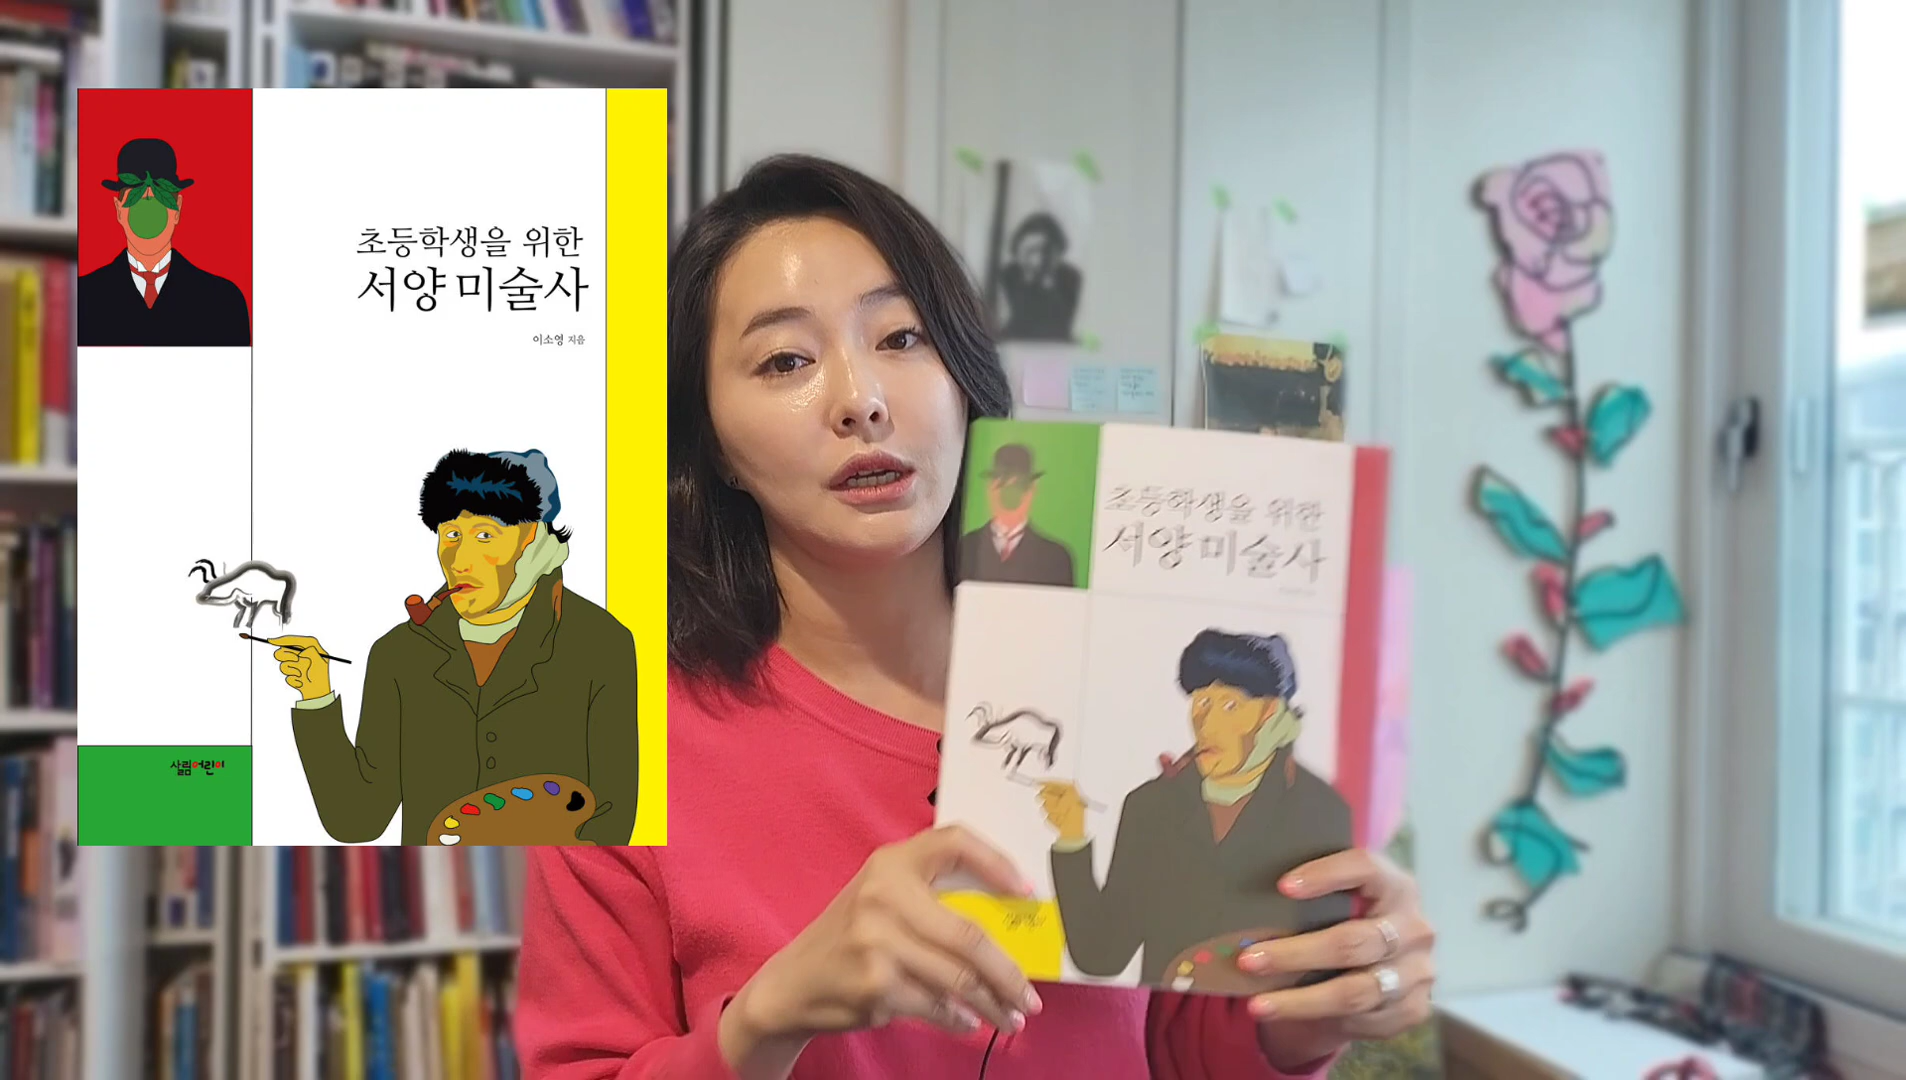 초등학생을 위한
서양 미술사
이소영 지음
살림어린이
초등학생을 위한
서양 미술사